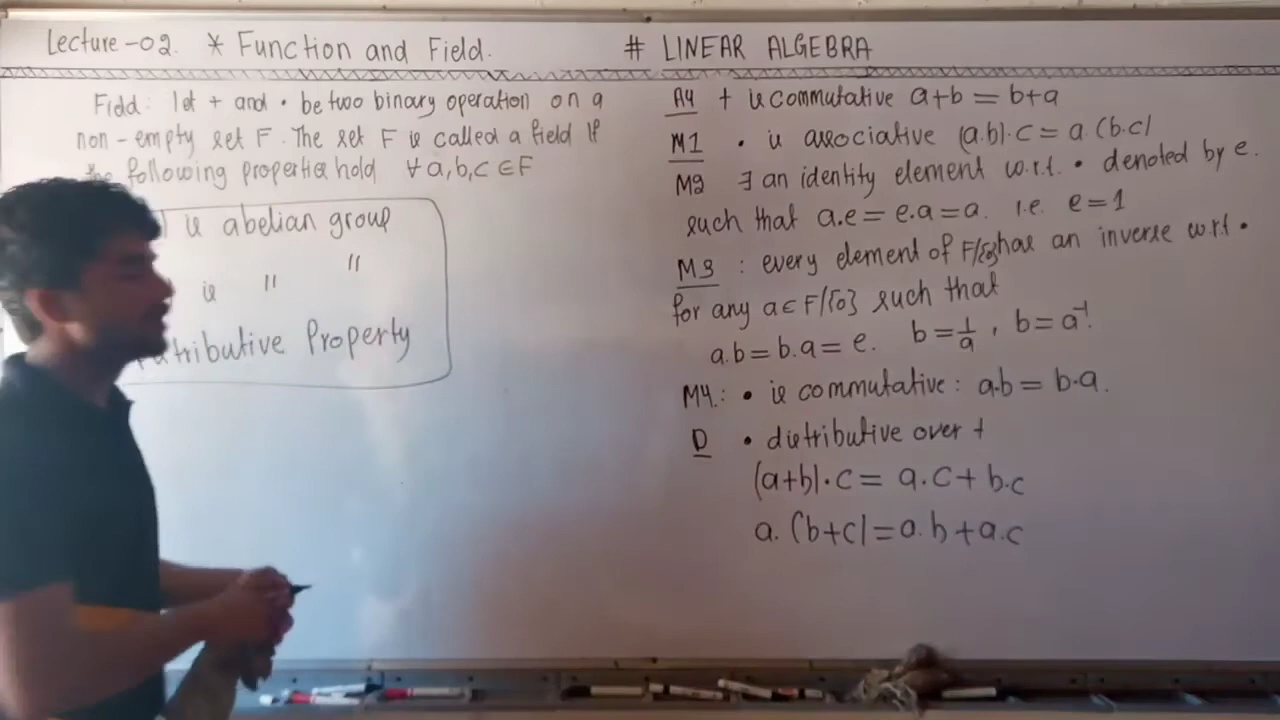 Lecture-02. * Function and Field. # LINEAR ALGEBRA
Field: let + and • be two binary operation on a
non-empty set F. The set F is called a field if
the following properties hold ∀ a,b,c ∈ F
is abelian group
is " "
Distributive Property
A4 + is commutative a+b = b+a
M1 • is associative (a.b).c = a.(b.c)
M2 ∃ an identity element w.r.t. • denoted by e.
such that a.e = e.a = a. i.e. e = 1
M3 : every element of F/{0} has an inverse w.r.t •
for any a ∈ F/{0} such that
a.b = b.a = e. b = 1/a , b = a⁻¹.
M4.: • is commutative: a.b = b.a.
D • distributive over +
(a+b).c = a.c + b.c
a.(b+c) = a.b + a.c